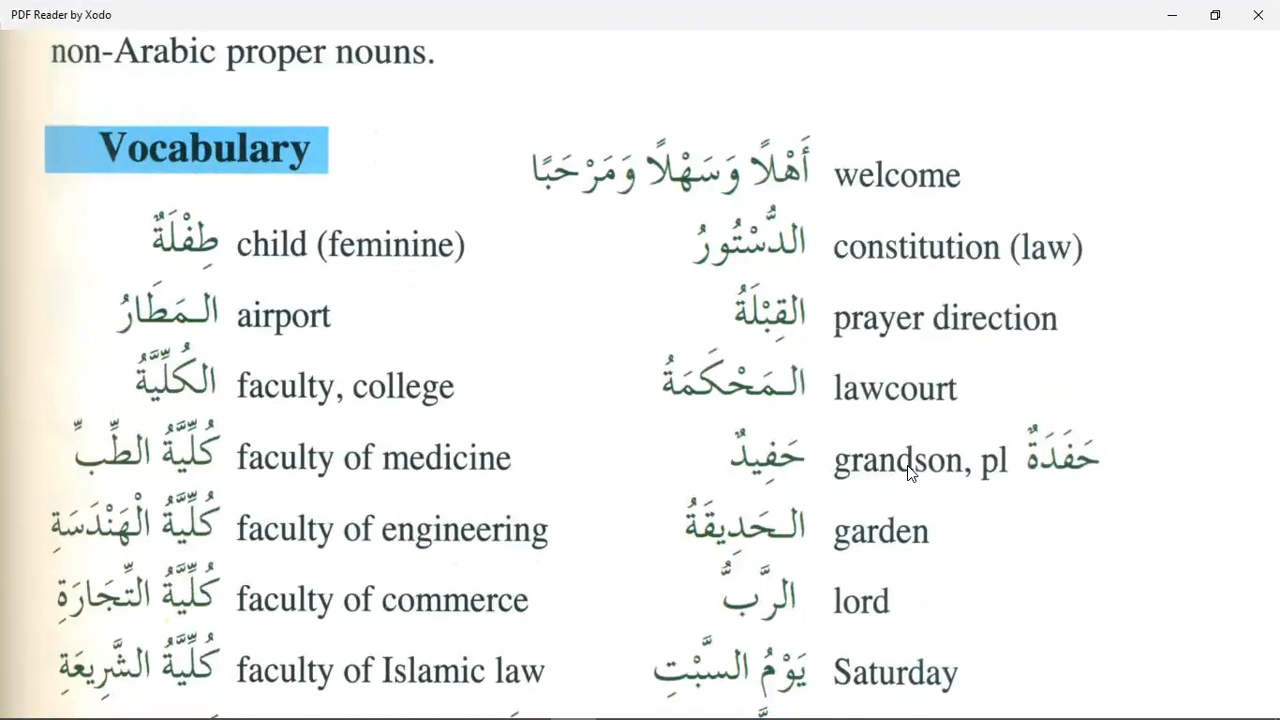 PDF Reader by Xodo
non-Arabic proper nouns.
Vocabulary
أَهْلًا وَسَهْلًا وَمَرْحَبًا welcome
طِفْلَةٌ child (feminine)
الدُّسْتُورُ constitution (law)
الـمَطَارُ airport
القِبْلَةُ prayer direction
الكُلِّيَّةُ faculty, college
الـمَحْكَمَةُ lawcourt
كُلِّيَّةُ الطِّبِّ faculty of medicine
حَفِيدٌ grandson, pl حَفَدَةٌ
كُلِّيَّةُ الْهَنْدَسَةِ faculty of engineering
الـحَدِيقَةُ garden
كُلِّيَّةُ التِّجَارَةِ faculty of commerce
الرَّبُّ lord
كُلِّيَّةُ الشَّرِيعَةِ faculty of Islamic law
يَوْمُ السَّبْتِ Saturday